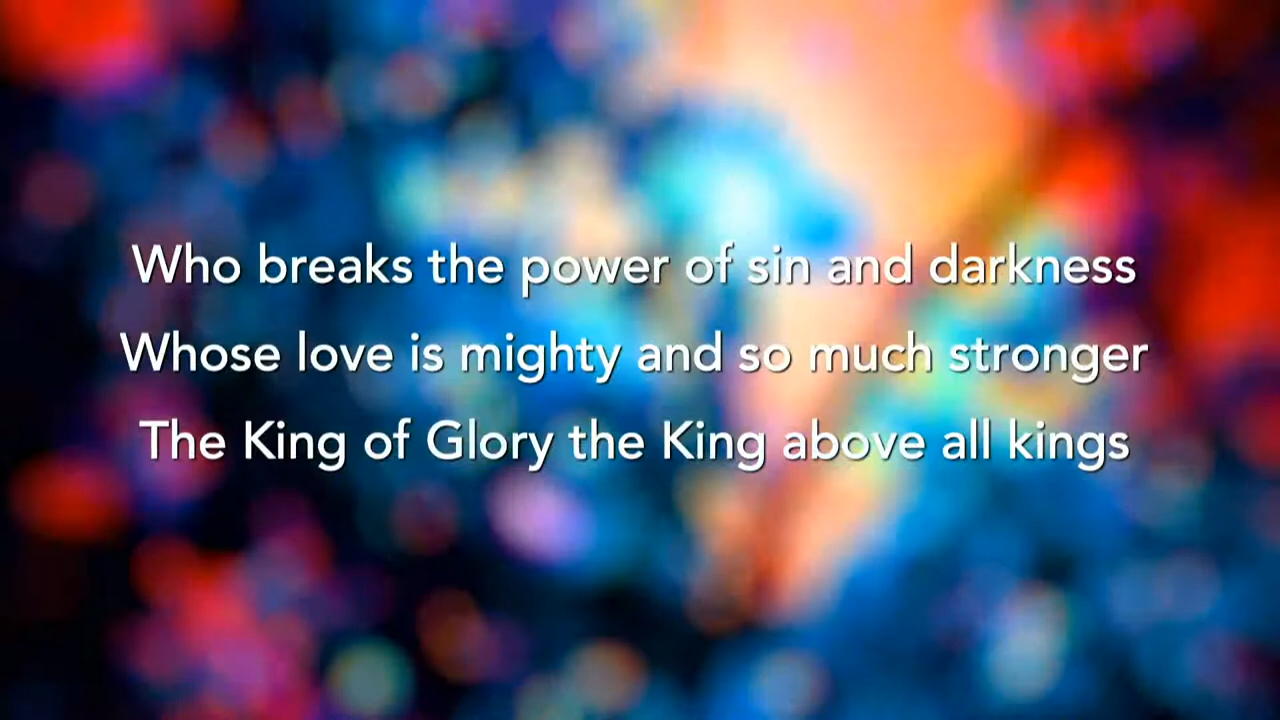 Who breaks the power of sin and darkness
Whose love is mighty and so much stronger
The King of Glory the King above all kings